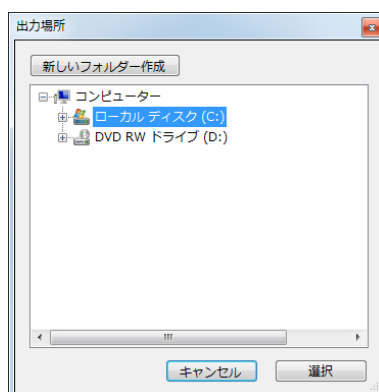 出力場所
新しいフォルダー作成
コンピューター
ローカル ディスク (C:)
DVD RW ドライブ (D:)
キャンセル
選択